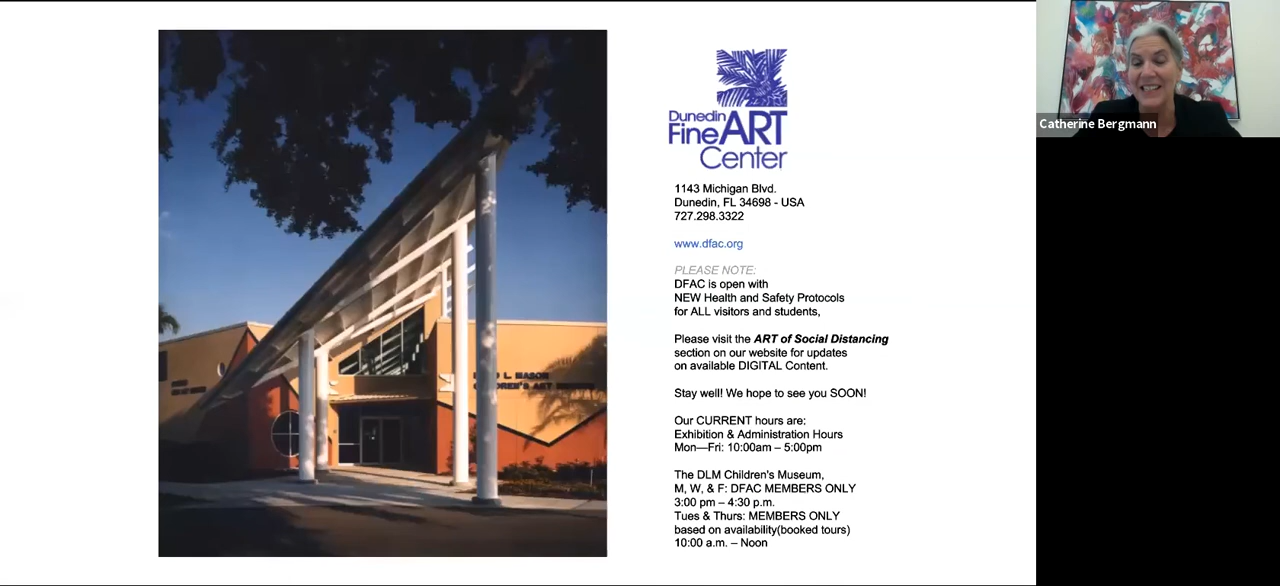 Dunedin
Fine ART
Center
1143 Michigan Blvd.
Dunedin, FL 34698 - USA
727.298.3322
www.dfac.org
PLEASE NOTE:
DFAC is open with
NEW Health and Safety Protocols
for ALL visitors and students,
Please visit the ART of Social Distancing
section on our website for updates
on available DIGITAL Content.
Stay well! We hope to see you SOON!
Our CURRENT hours are:
Exhibition & Administration Hours
Mon—Fri: 10:00am – 5:00pm
The DLM Children's Museum,
M, W, & F: DFAC MEMBERS ONLY
3:00 pm – 4:30 p.m.
Tues & Thurs: MEMBERS ONLY
based on availability(booked tours)
10:00 a.m. – Noon
Catherine Bergmann
L. MASON
ART